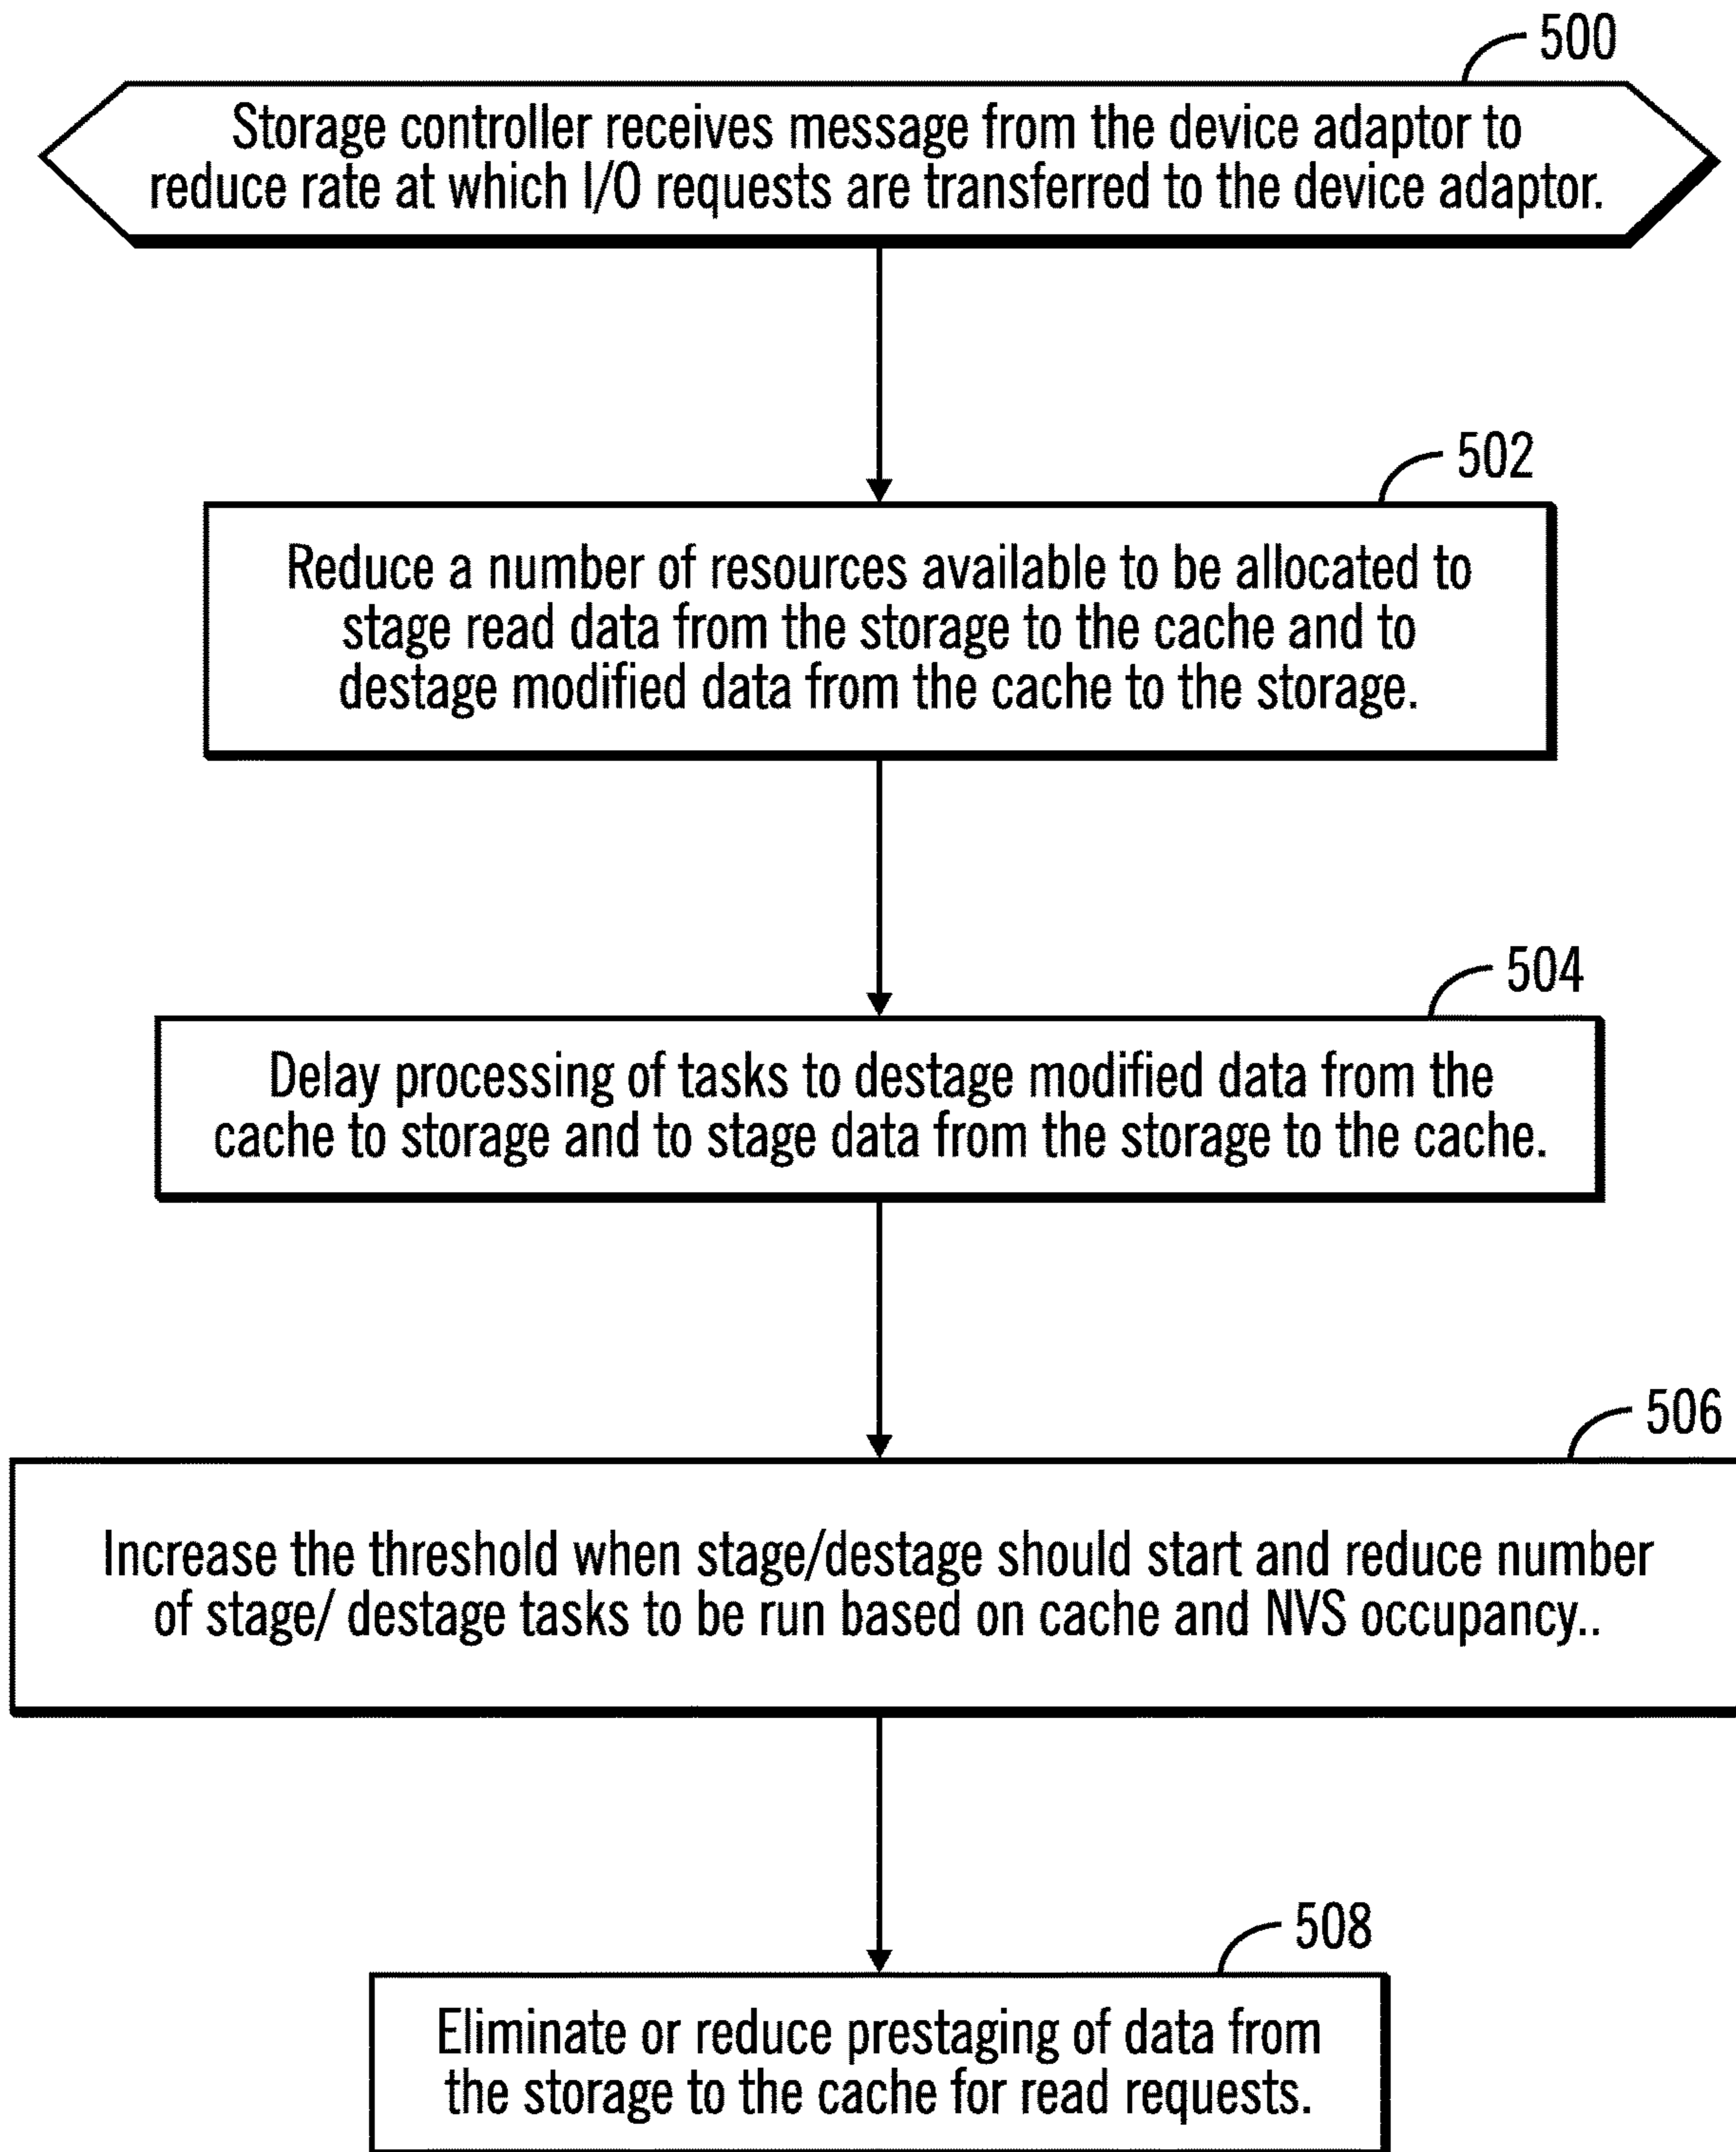 500
Storage controller receives message from the device adaptor to
reduce rate at which I/O requests are transferred to the device adaptor.
502
Reduce a number of resources available to be allocated to
stage read data from the storage to the cache and to
destage modified data from the cache to the storage.
504
Delay processing of tasks to destage modified data from the
cache to storage and to stage data from the storage to the cache.
506
Increase the threshold when stage/destage should start and reduce number
of stage/ destage tasks to be run based on cache and NVS occupancy..
508
Eliminate or reduce prestaging of data from
the storage to the cache for read requests.